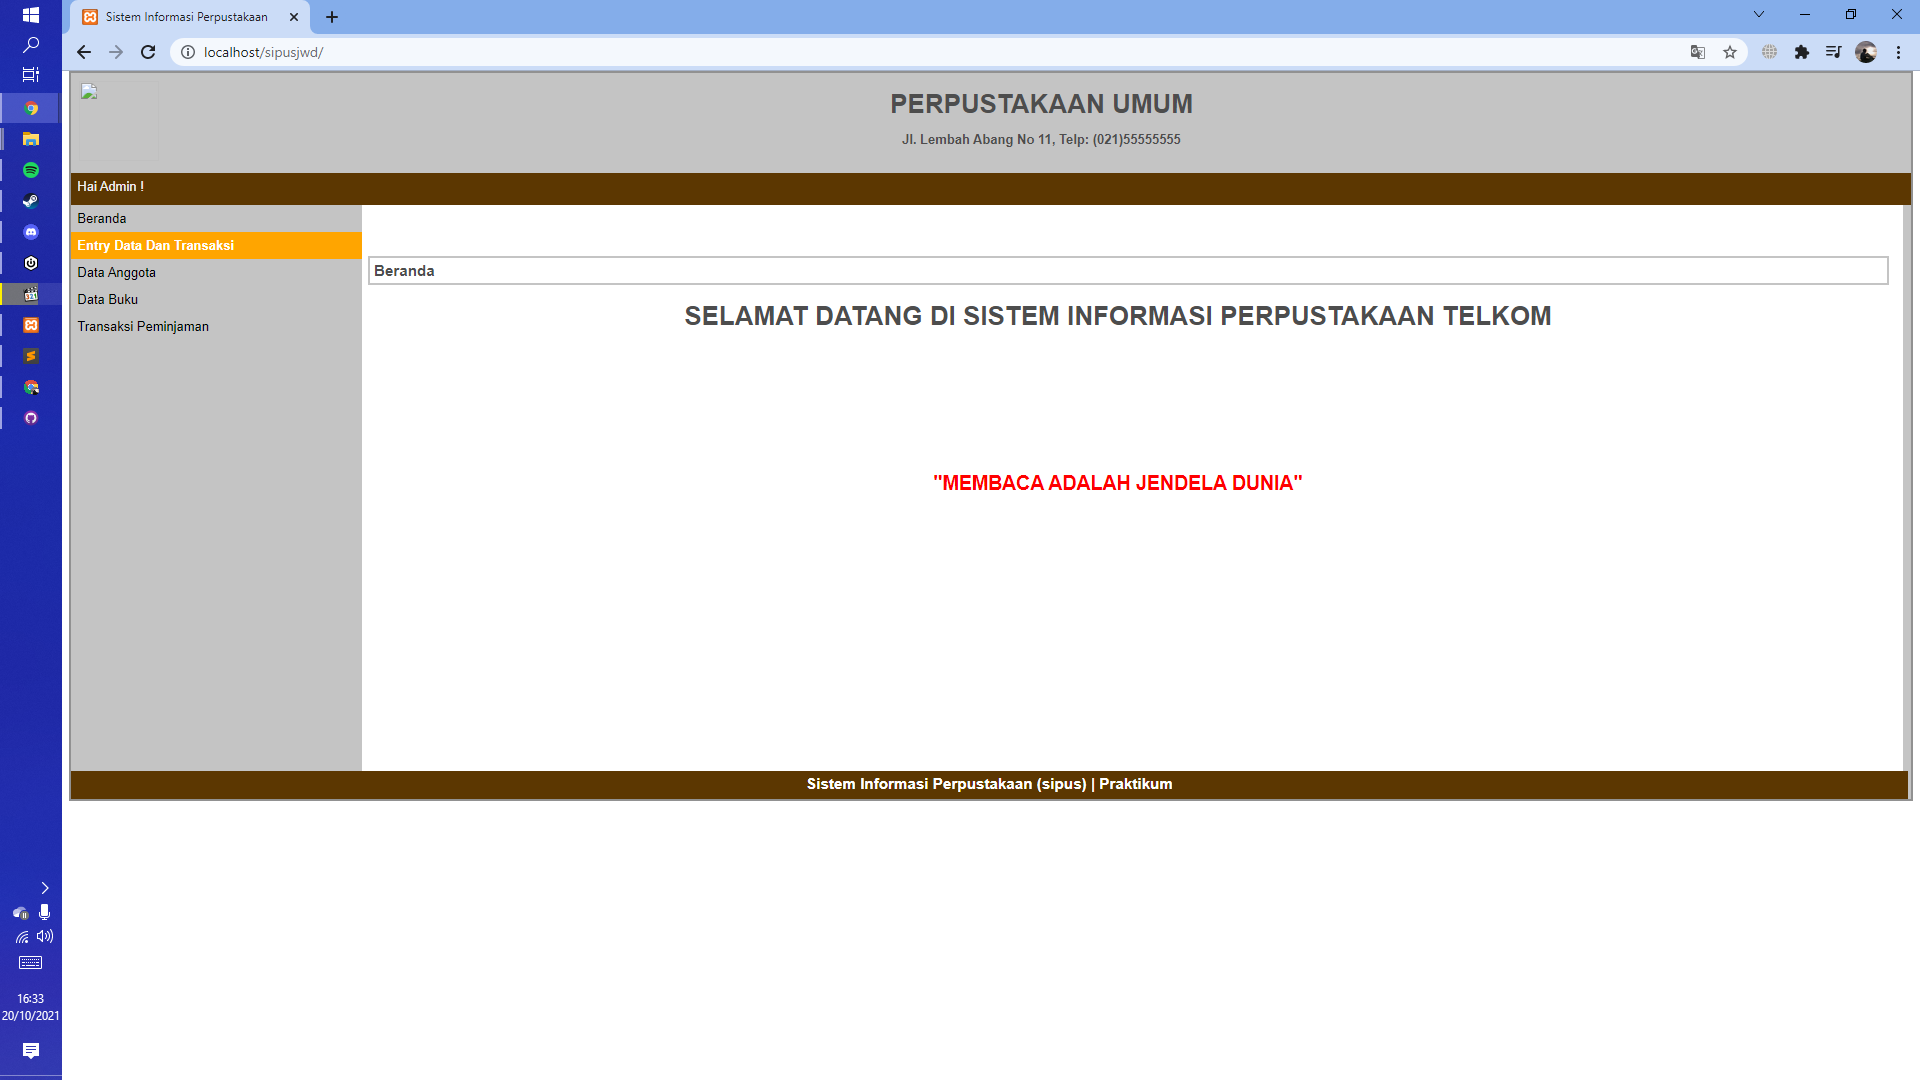 Sistem Informasi Perpustakaan
localhost/sipusjwd/
PERPUSTAKAAN UMUM
Jl. Lembah Abang No 11, Telp: (021)55555555
Hai Admin !
Beranda
Entry Data Dan Transaksi
Data Anggota
Data Buku
Transaksi Peminjaman
Beranda
SELAMAT DATANG DI SISTEM INFORMASI PERPUSTAKAAN TELKOM
"MEMBACA ADALAH JENDELA DUNIA"
Sistem Informasi Perpustakaan (sipus) | Praktikum
16:33
20/10/2021